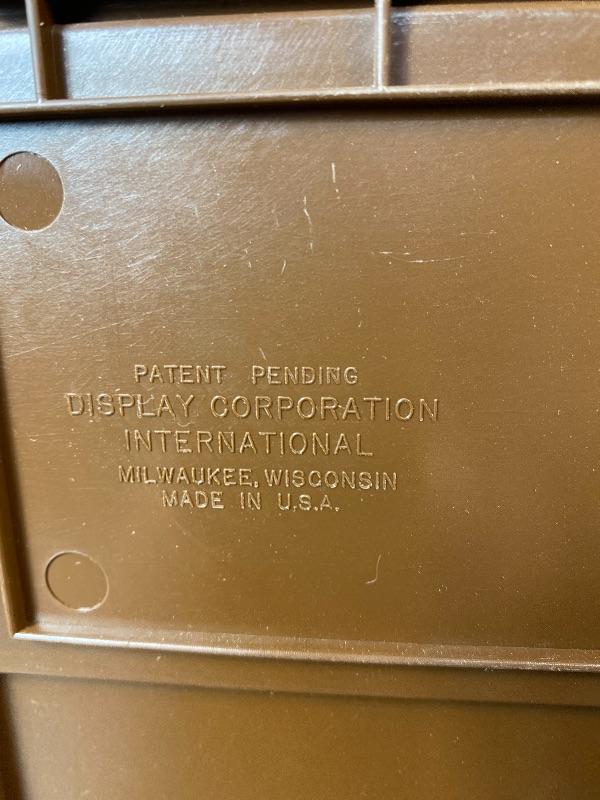 PATENT PENDING
DISPLAY CORPORATION
INTERNATIONAL
MILWAUKEE, WISCONSIN
MADE IN U.S.A.